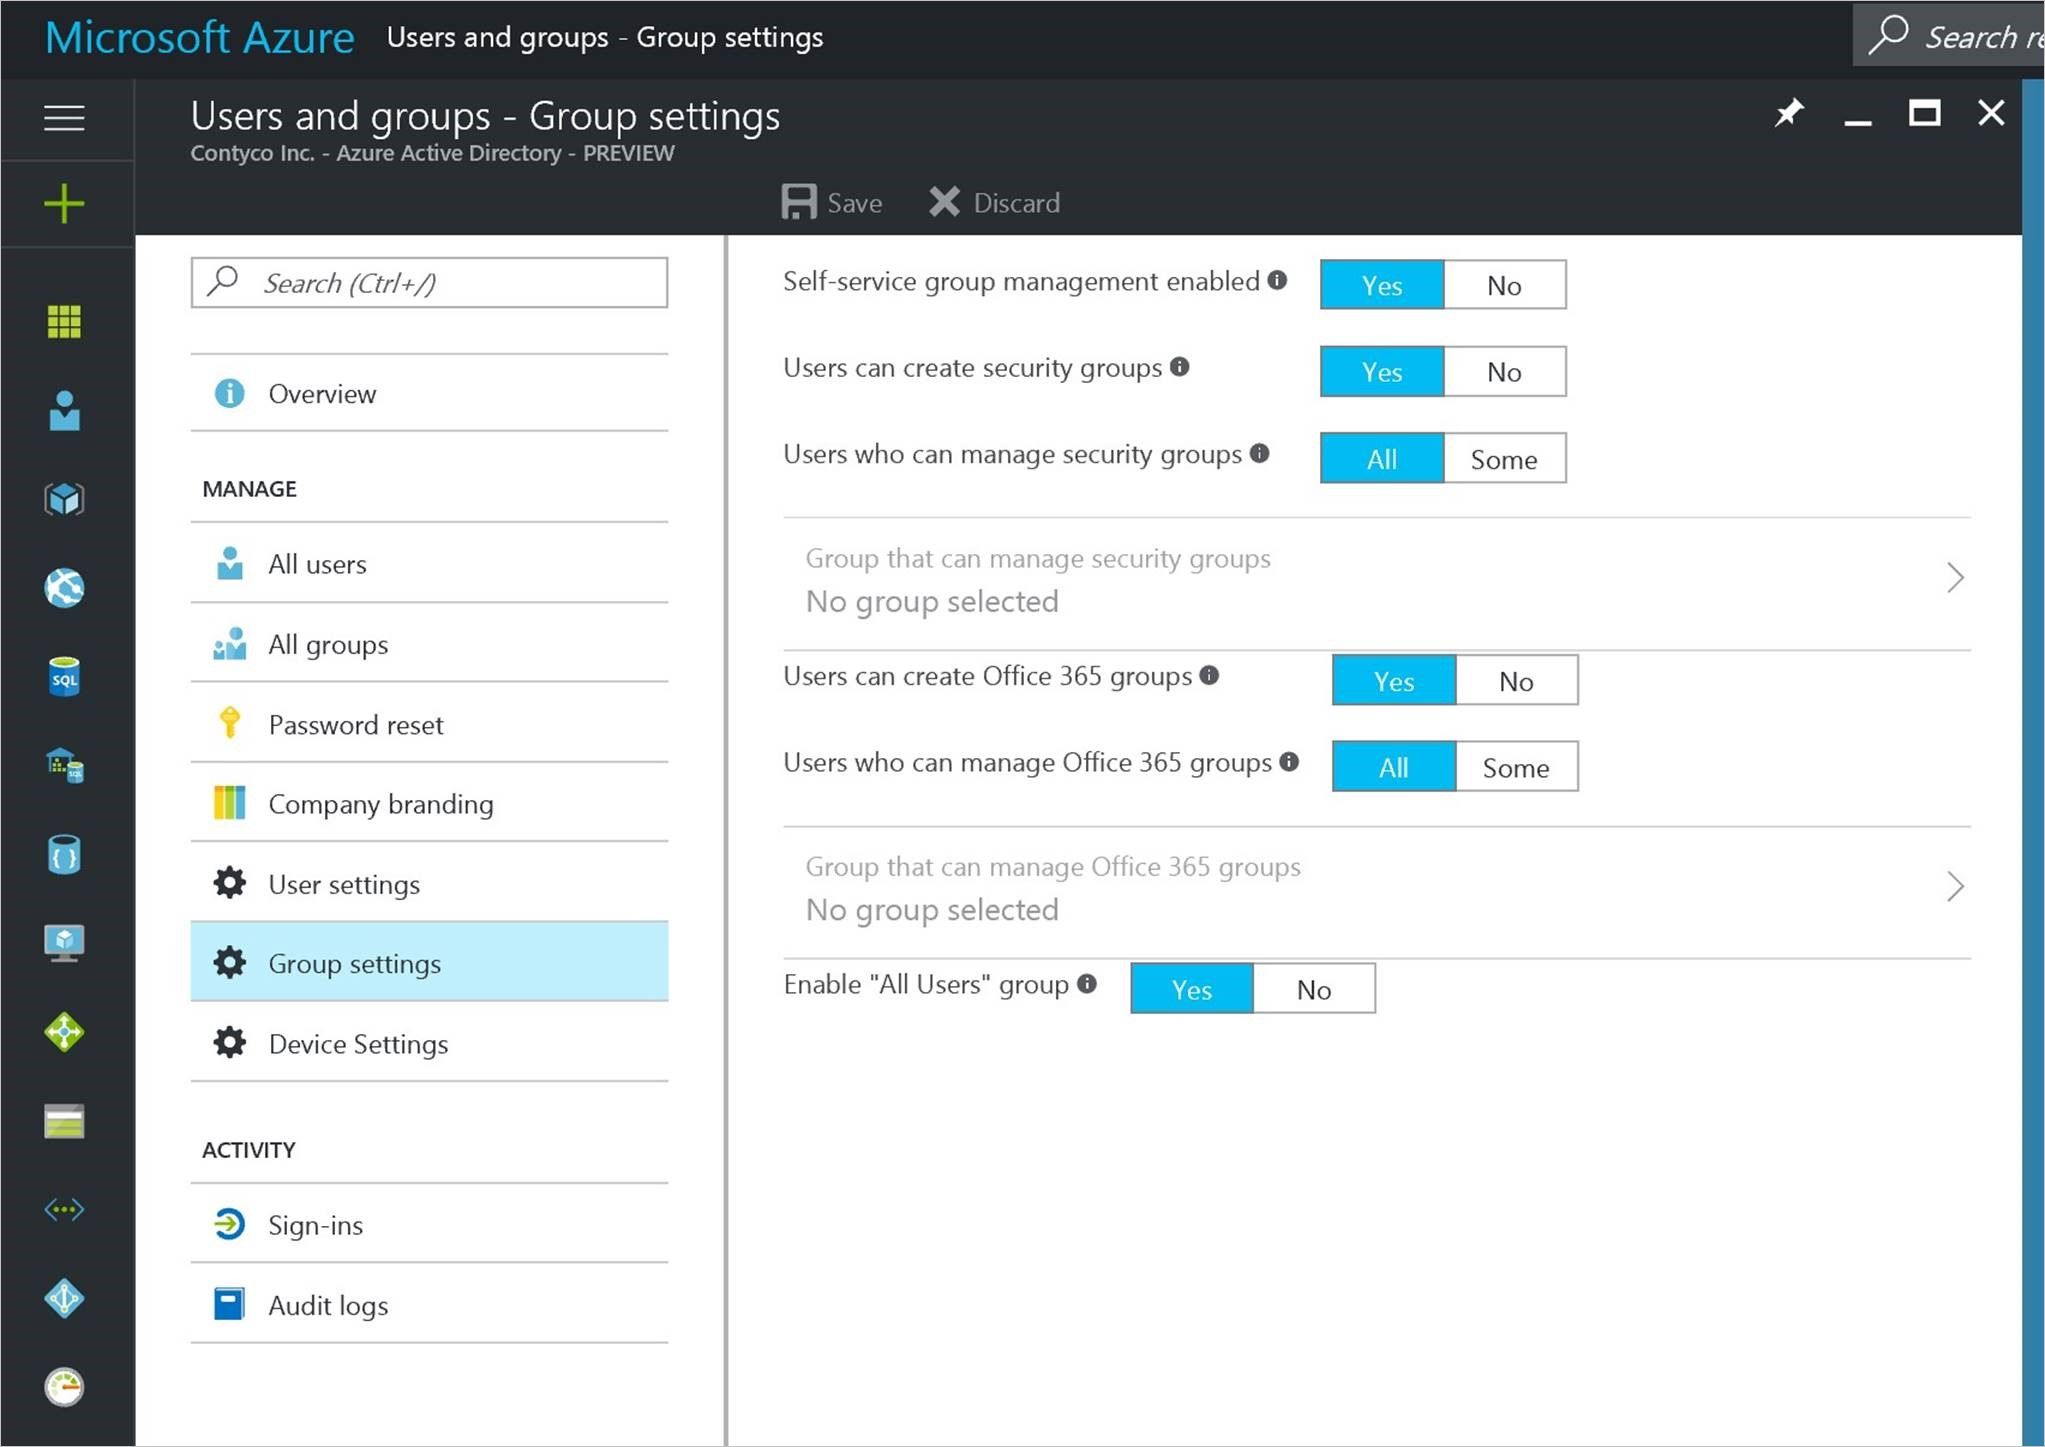 Microsoft Azure Users and groups - Group settings
Search re
Users and groups - Group settings
Contyco Inc. - Azure Active Directory - PREVIEW
Save Discard
Search (Ctrl+/)
Overview
MANAGE
All users
All groups
Password reset
Company branding
User settings
Group settings
Device Settings
ACTIVITY
Sign-ins
Audit logs
Self-service group management enabled Yes No
Users can create security groups Yes No
Users who can manage security groups All Some
Group that can manage security groups
No group selected
Users can create Office 365 groups Yes No
Users who can manage Office 365 groups All Some
Group that can manage Office 365 groups
No group selected
Enable "All Users" group Yes No
SQL
SQL